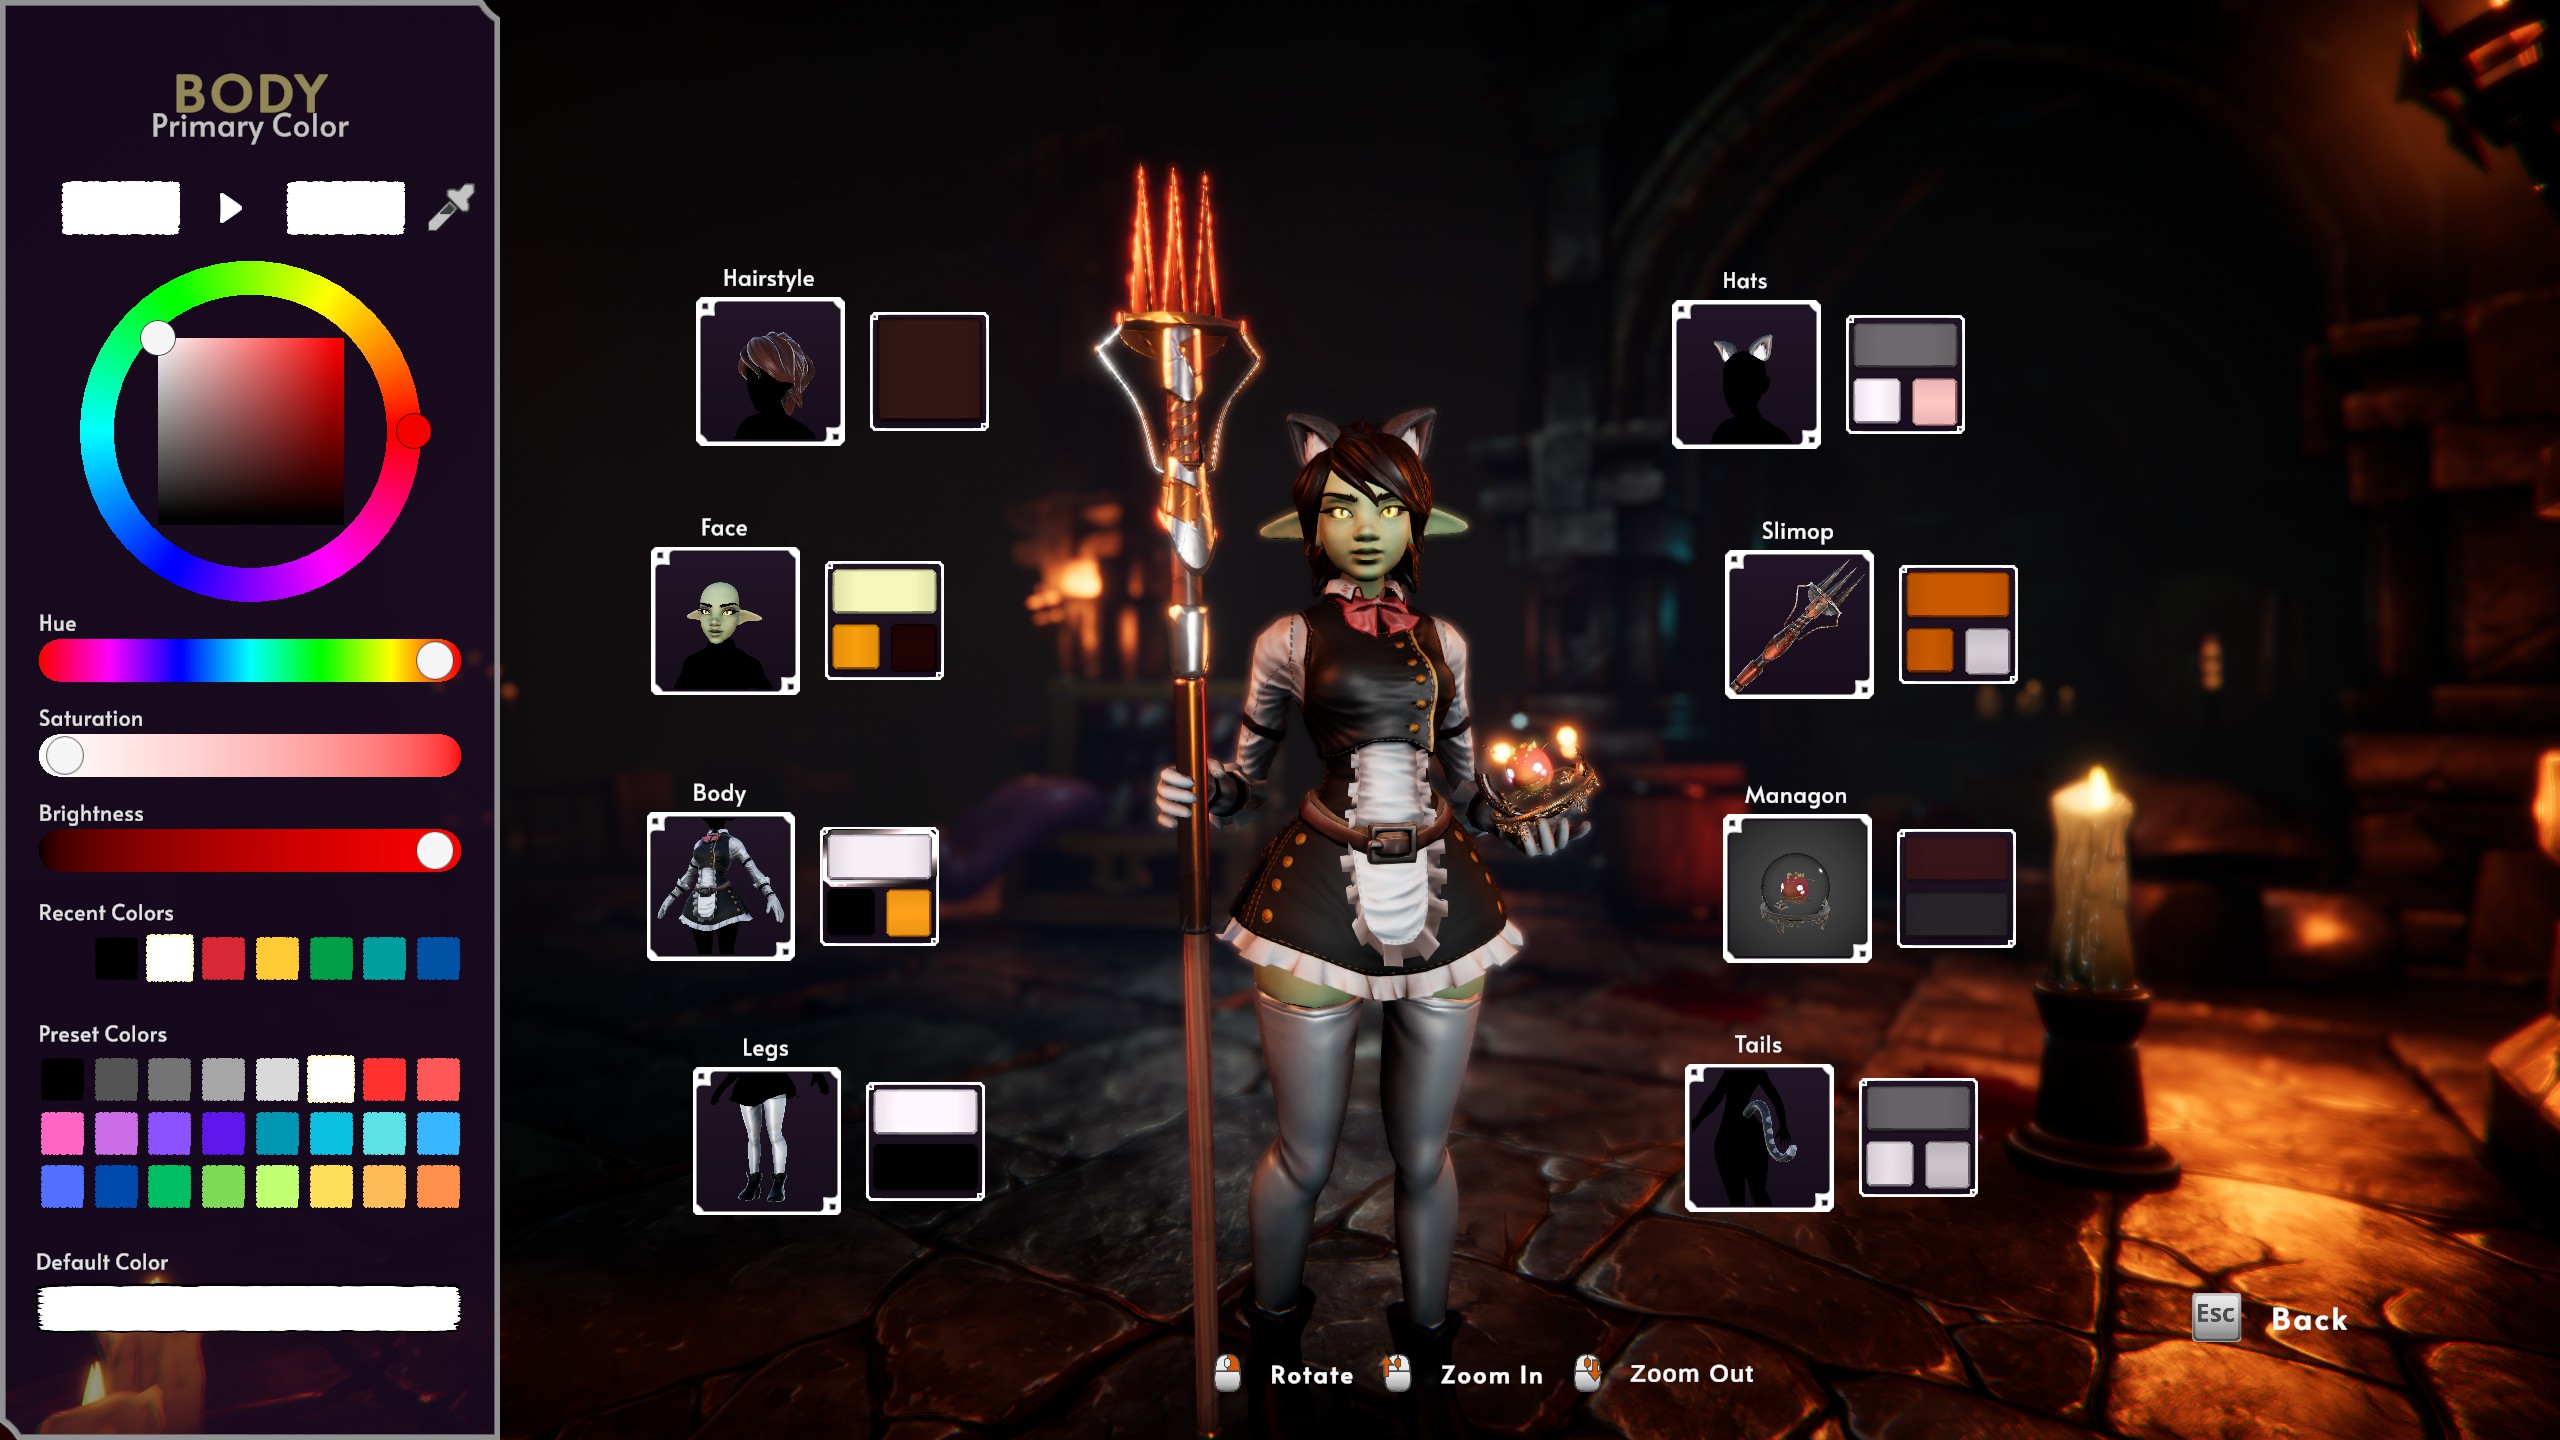 BODY
Primary Color
Hue
Saturation
Brightness
Recent Colors
Preset Colors
Default Color
Hairstyle
Face
Body
Legs
Hats
Slimop
Managon
Tails
Rotate
Zoom In
Zoom Out
Esc
Back